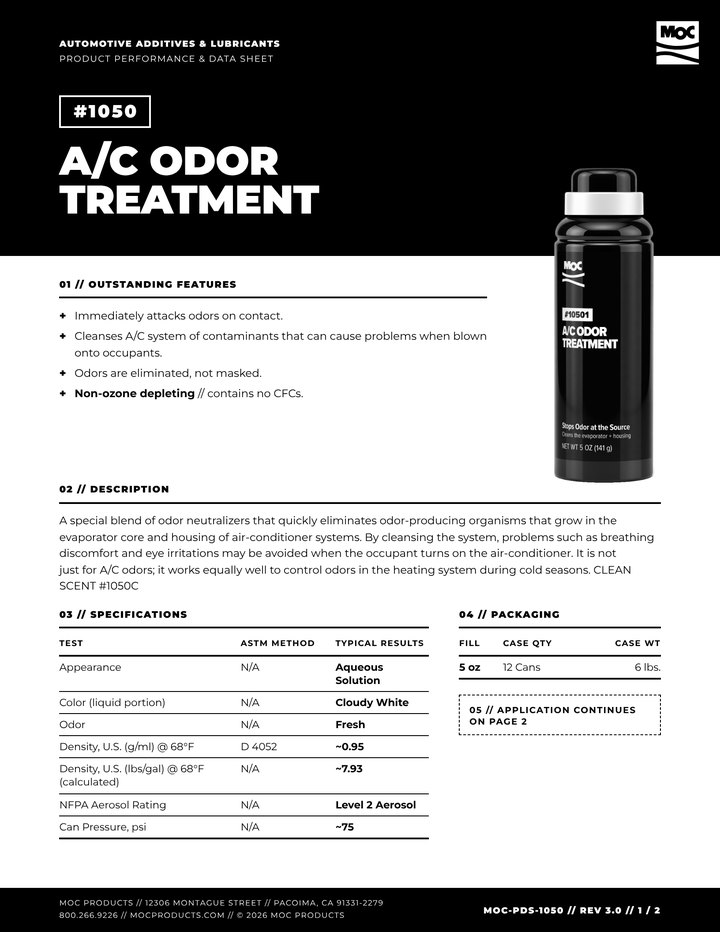 AUTOMOTIVE ADDITIVES & LUBRICANTS
PRODUCT PERFORMANCE & DATA SHEET
MOC
#1050
A/C ODOR
TREATMENT
01 // OUTSTANDING FEATURES
+ Immediately attacks odors on contact.
+ Cleanses A/C system of contaminants that can cause problems when blown
onto occupants.
+ Odors are eliminated, not masked.
+ Non-ozone depleting // contains no CFCs.
MOC
#10501
A/C ODOR
TREATMENT
Stops Odor at the Source
Cleans the evaporator + housing
NET WT 5 OZ (141 g)
02 // DESCRIPTION
A special blend of odor neutralizers that quickly eliminates odor-producing organisms that grow in the
evaporator core and housing of air-conditioner systems. By cleansing the system, problems such as breathing
discomfort and eye irritations may be avoided when the occupant turns on the air-conditioner. It is not
just for A/C odors; it works equally well to control odors in the heating system during cold seasons. CLEAN
SCENT #1050C
03 // SPECIFICATIONS
TEST ASTM METHOD TYPICAL RESULTS
Appearance N/A Aqueous
Solution
Color (liquid portion) N/A Cloudy White
Odor N/A Fresh
Density, U.S. (g/ml) @ 68°F D 4052 ~0.95
Density, U.S. (lbs/gal) @ 68°F N/A ~7.93
(calculated)
NFPA Aerosol Rating N/A Level 2 Aerosol
Can Pressure, psi N/A ~75
04 // PACKAGING
FILL CASE QTY CASE WT
5 oz 12 Cans 6 lbs.
05 // APPLICATION CONTINUES
ON PAGE 2
MOC PRODUCTS // 12306 MONTAGUE STREET // PACOIMA, CA 91331-2279
800.266.9226 // MOCPRODUCTS.COM // © 2026 MOC PRODUCTS
MOC-PDS-1050 // REV 3.0 // 1 / 2